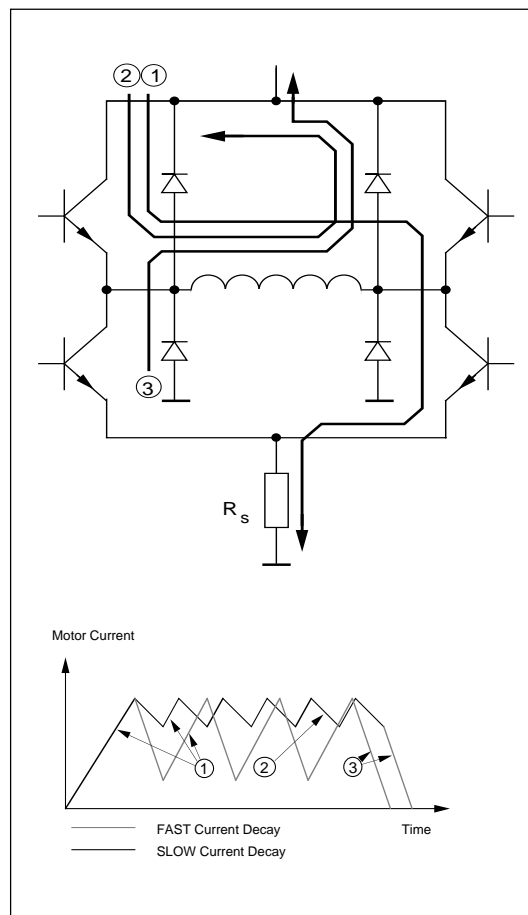 ② ①
③
R s
Motor Current
① ② ③
FAST Current Decay
Time
SLOW Current Decay